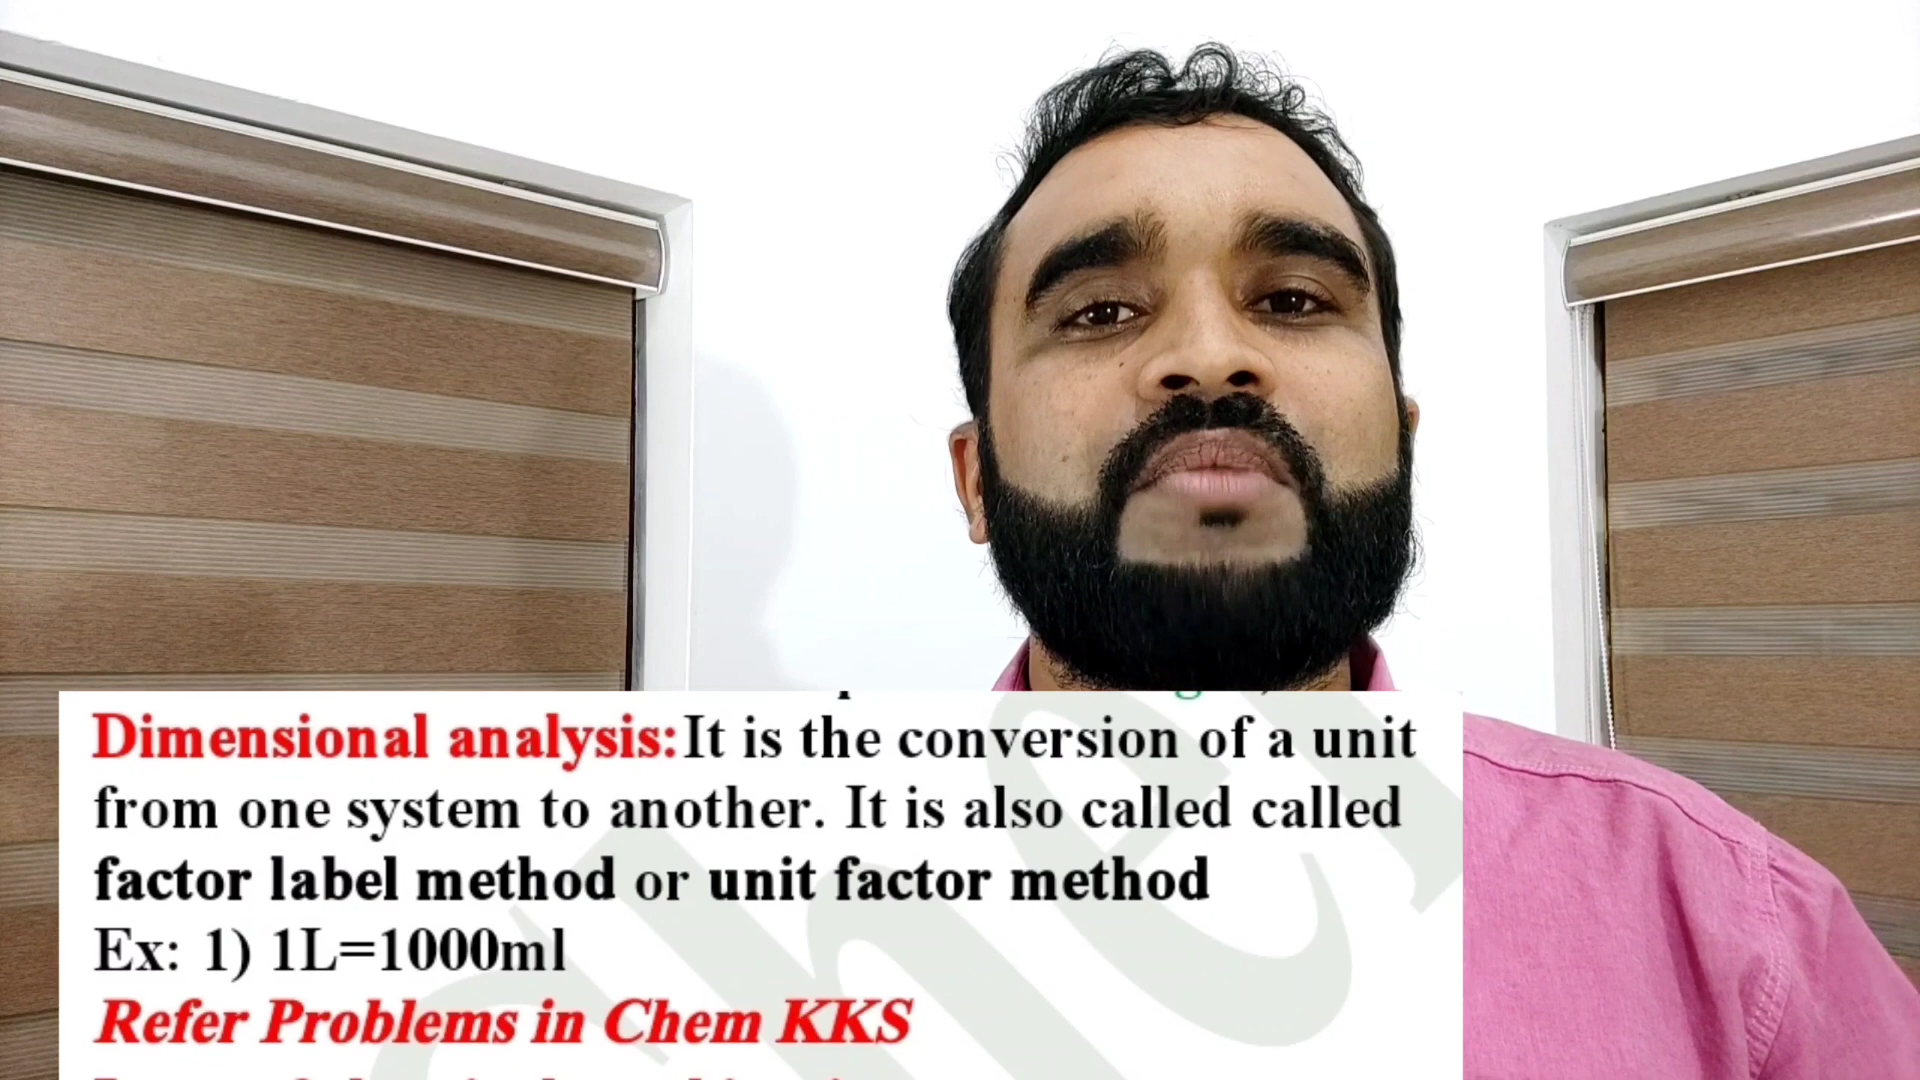 Dimensional analysis:It is the conversion of a unit
from one system to another. It is also called called
factor label method or unit factor method
Ex: 1) 1L=1000ml
Refer Problems in Chem KKS